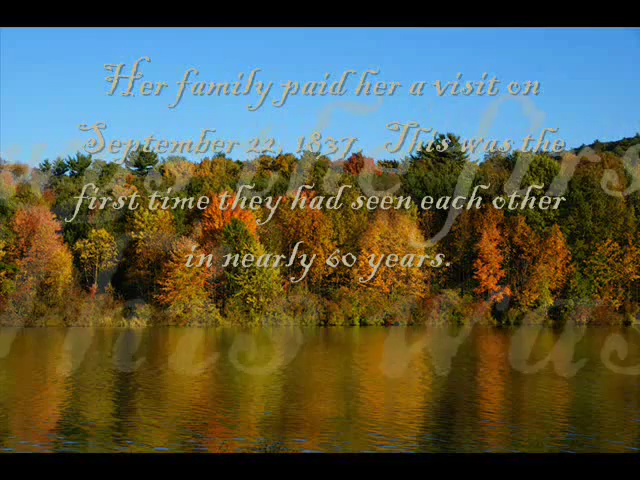 Her family paid her a visit on
September 22, 1837. This was the
first time they had seen each other
in nearly 60 years.